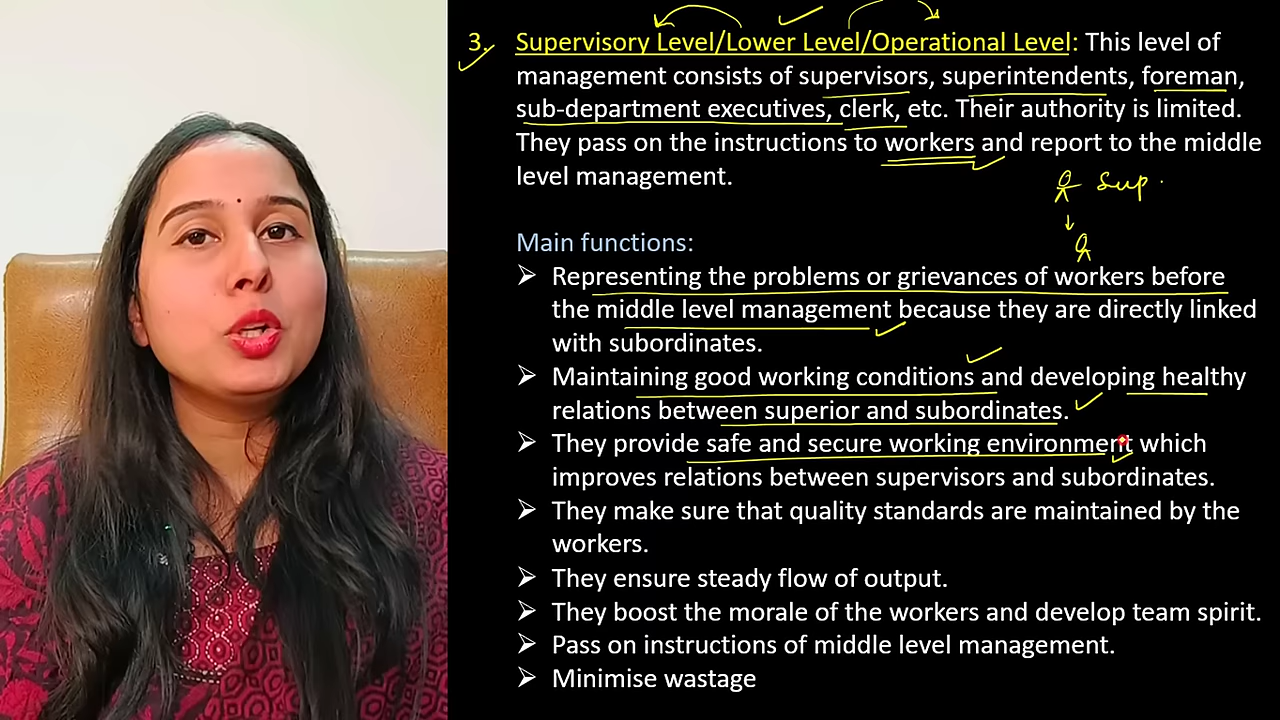 3. Supervisory Level/Lower Level/Operational Level: This level of
management consists of supervisors, superintendents, foreman,
sub-department executives, clerk, etc. Their authority is limited.
They pass on the instructions to workers and report to the middle
level management.
Sup.
Main functions:
➢ Representing the problems or grievances of workers before
the middle level management because they are directly linked
with subordinates.
➢ Maintaining good working conditions and developing healthy
relations between superior and subordinates.
➢ They provide safe and secure working environment which
improves relations between supervisors and subordinates.
➢ They make sure that quality standards are maintained by the
workers.
➢ They ensure steady flow of output.
➢ They boost the morale of the workers and develop team spirit.
➢ Pass on instructions of middle level management.
➢ Minimise wastage